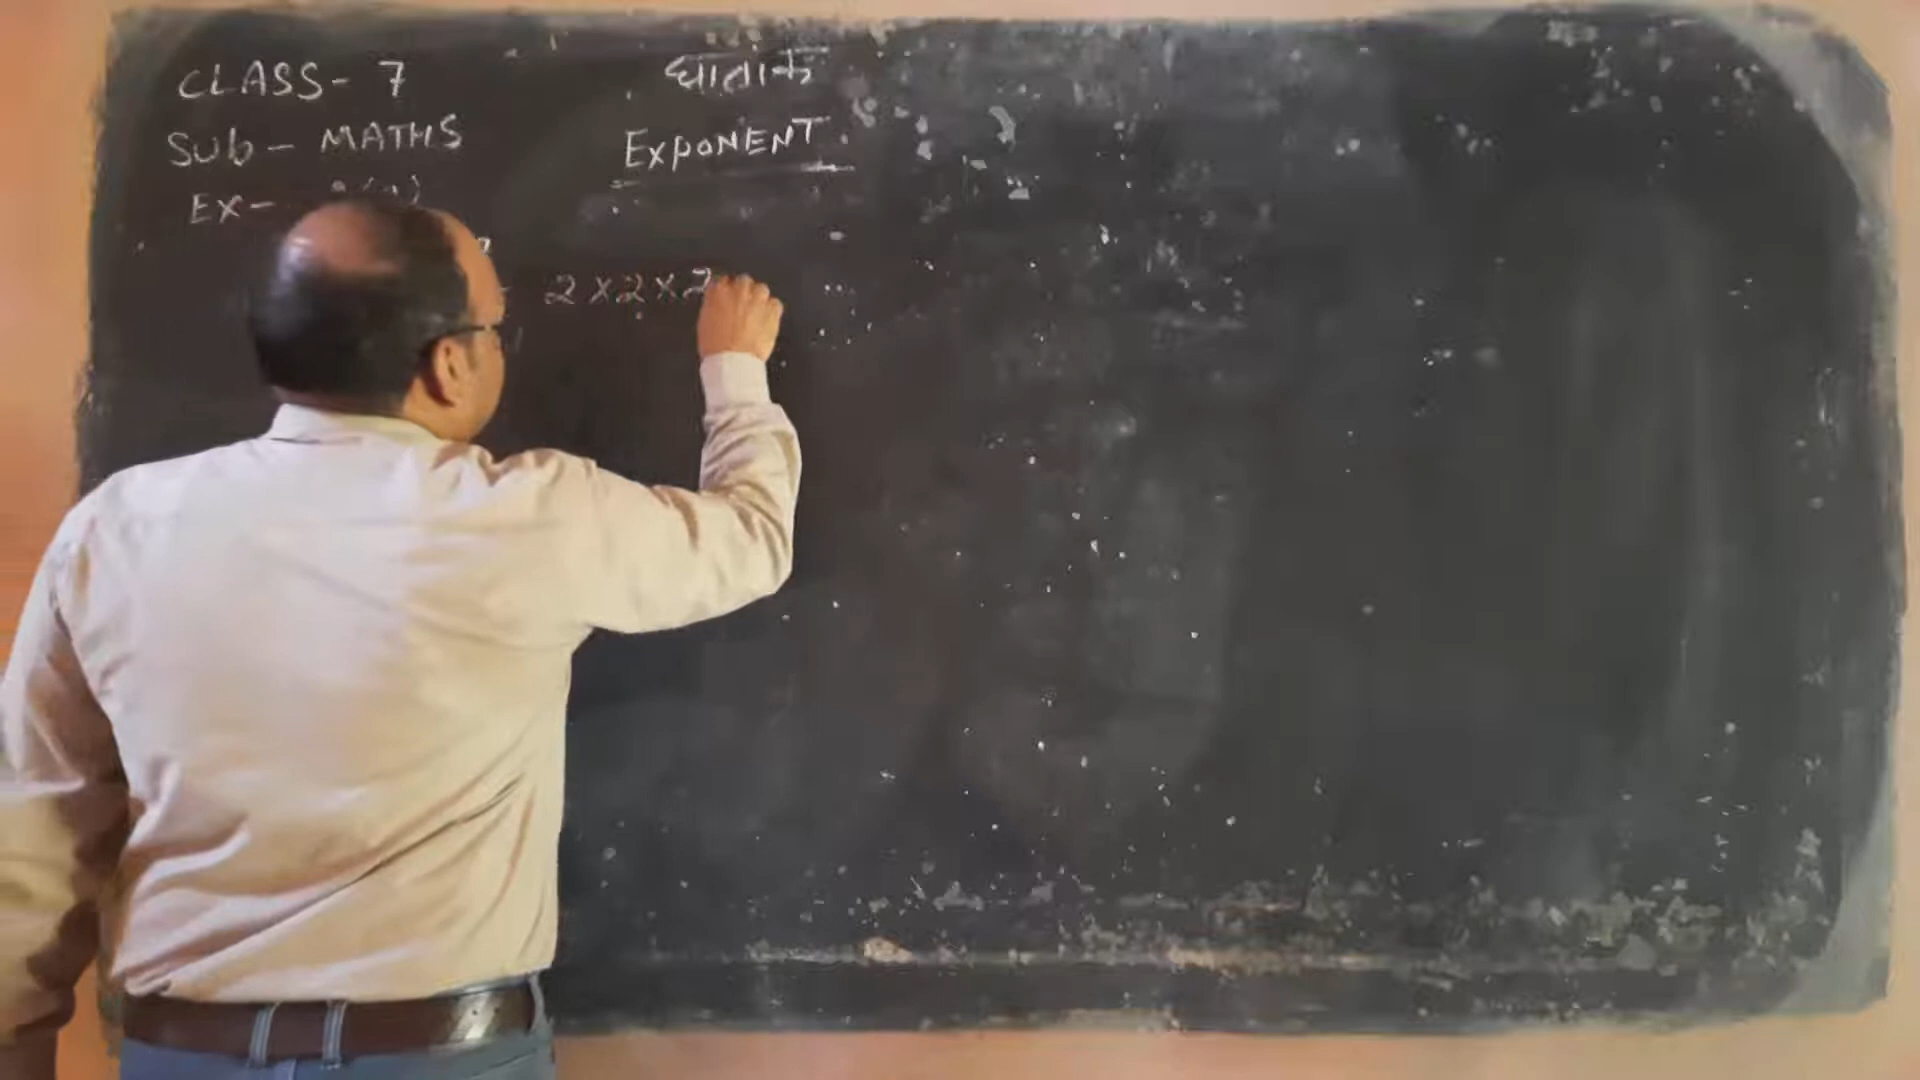 CLASS- 7
Sub- MATHS
Ex-
घातांक
EXPONENT
2 × 2 × 2